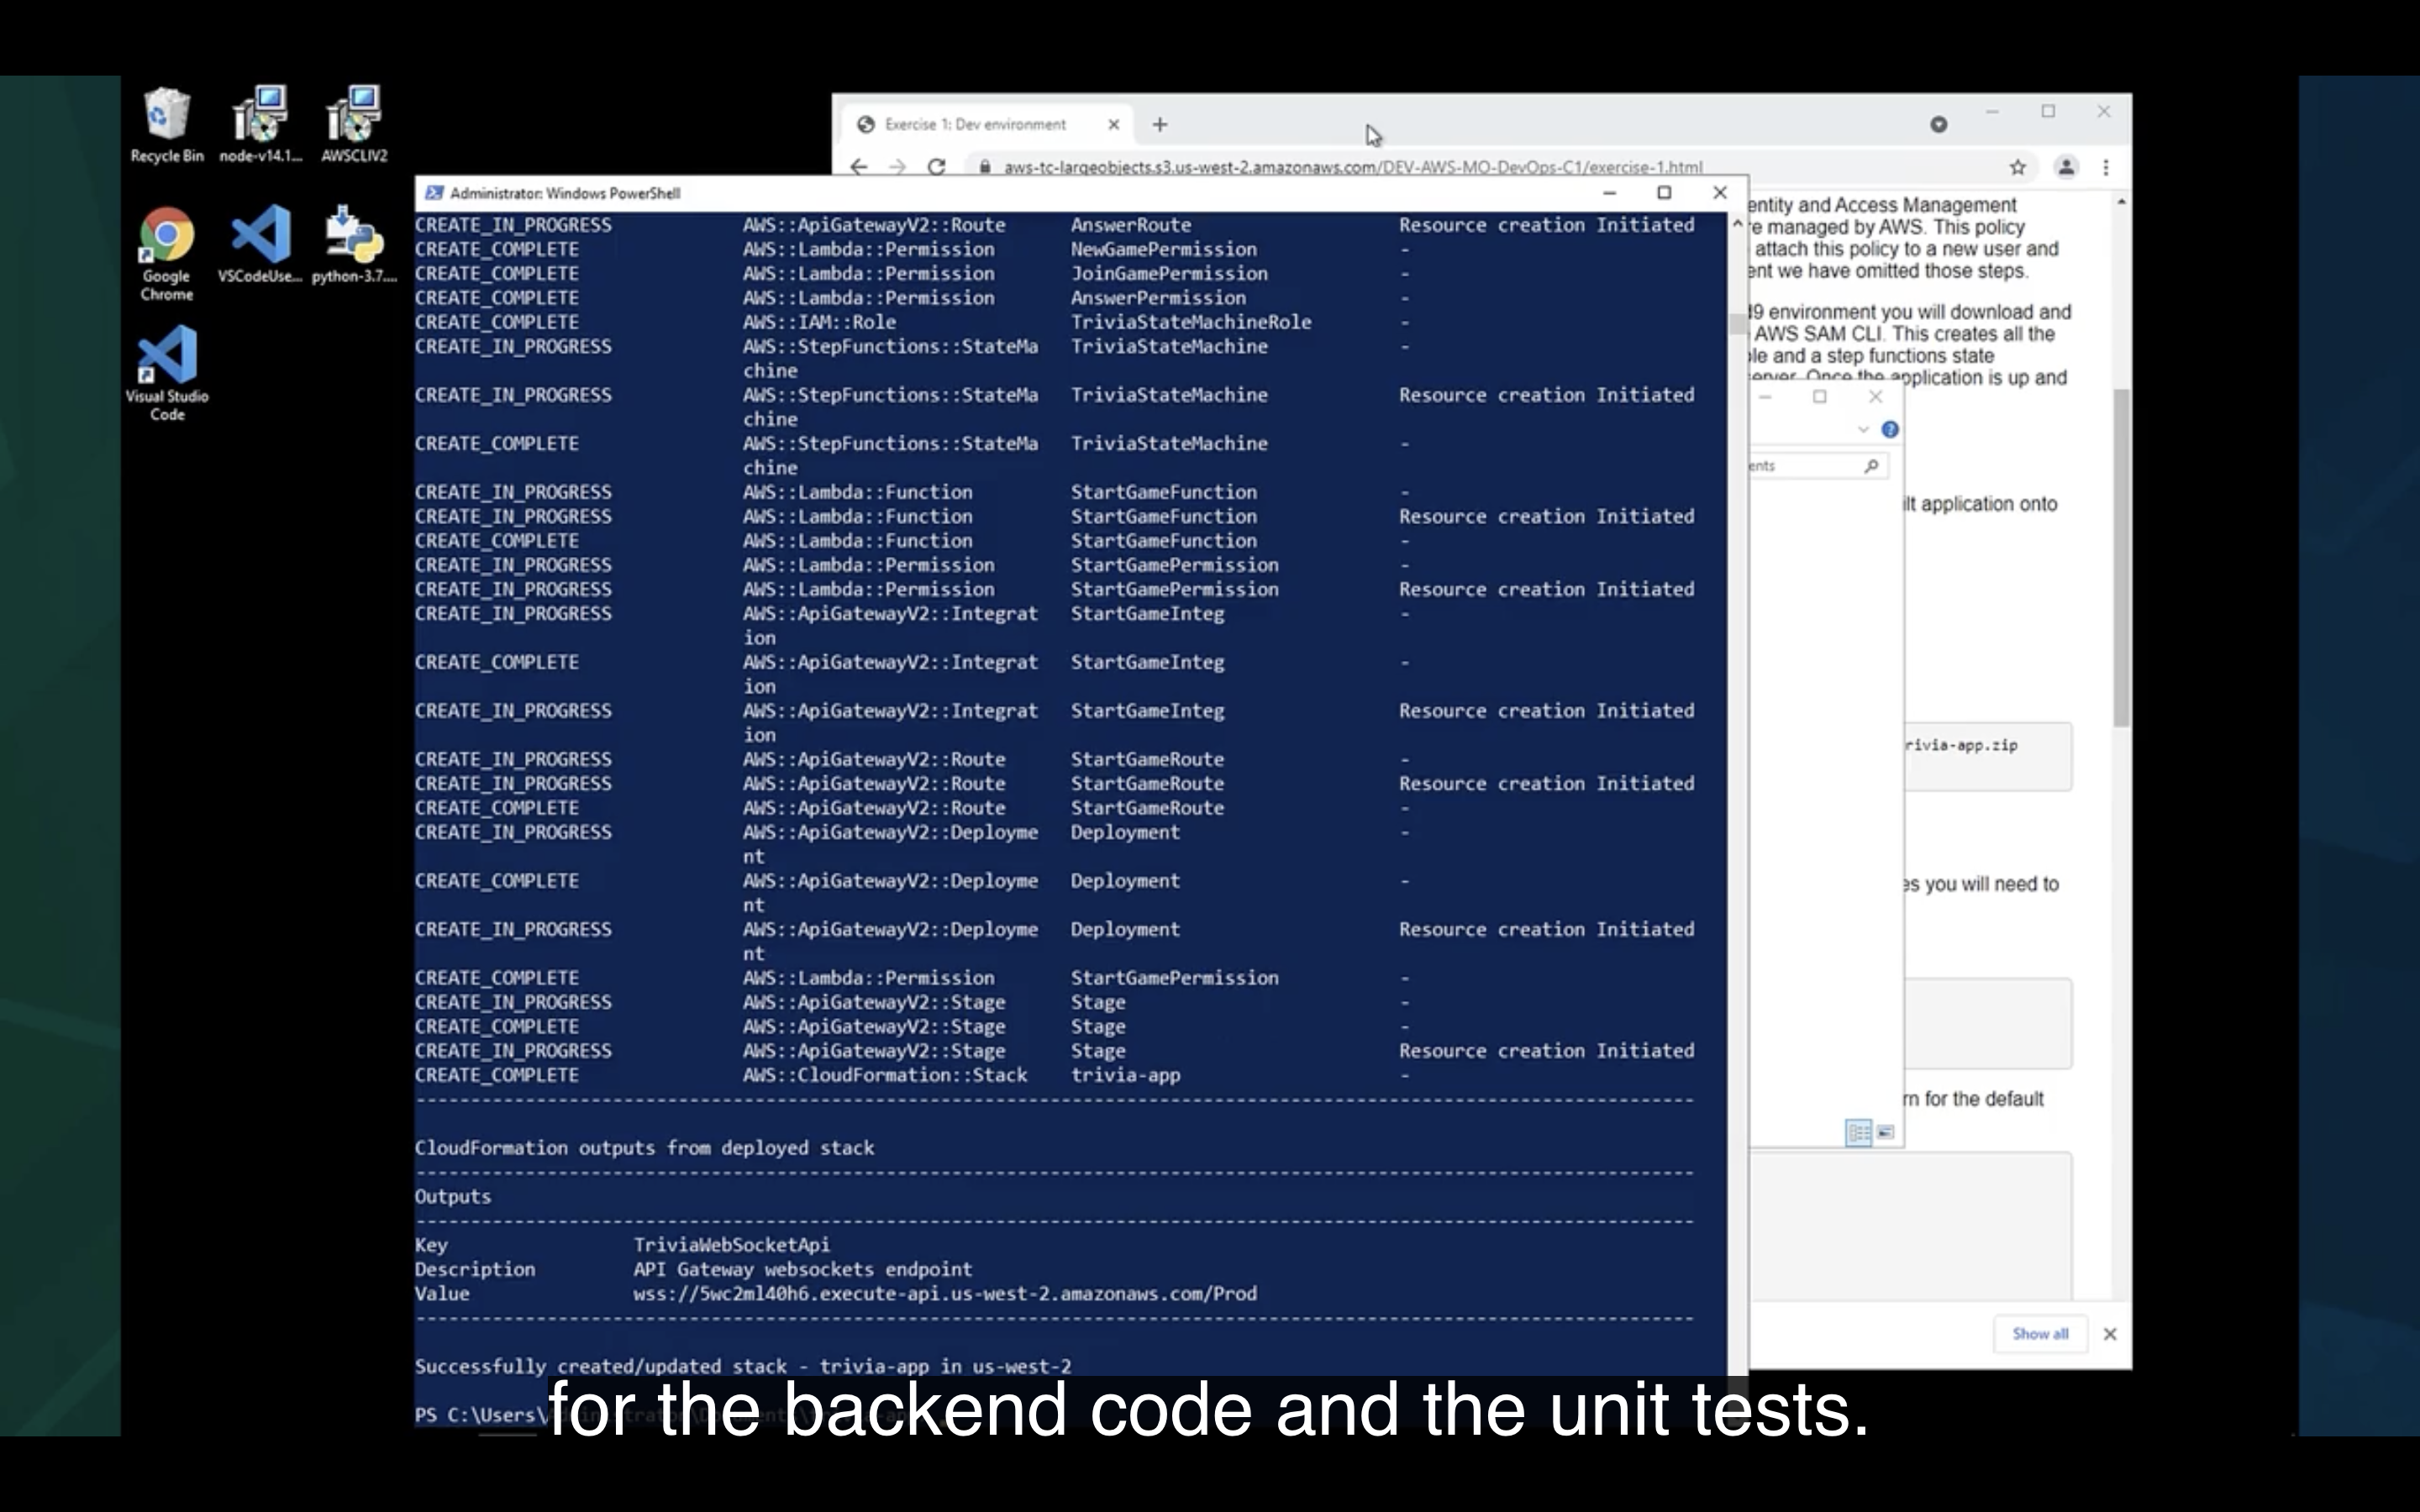 Recycle Bin
node-v14.1...
AWSCLIV2
Google
Chrome
VSCodeUse...
python-3.7....
Visual Studio
Code
Exercise 1: Dev environment
aws-tc-largeobjects.s3.us-west-2.amazonaws.com/DEV-AWS-MO-DevOps-C1/exercise-1.html
Administrator: Windows PowerShell
CREATE_IN_PROGRESS AWS::ApiGatewayV2::Route AnswerRoute Resource creation Initiated
CREATE_COMPLETE AWS::Lambda::Permission NewGamePermission -
CREATE_COMPLETE AWS::Lambda::Permission JoinGamePermission -
CREATE_COMPLETE AWS::Lambda::Permission AnswerPermission -
CREATE_COMPLETE AWS::IAM::Role TriviaStateMachineRole -
CREATE_IN_PROGRESS AWS::StepFunctions::StateMa TriviaStateMachine -
chine
CREATE_IN_PROGRESS AWS::StepFunctions::StateMa TriviaStateMachine Resource creation Initiated
chine
CREATE_COMPLETE AWS::StepFunctions::StateMa TriviaStateMachine -
chine
CREATE_IN_PROGRESS AWS::Lambda::Function StartGameFunction -
CREATE_IN_PROGRESS AWS::Lambda::Function StartGameFunction Resource creation Initiated
CREATE_COMPLETE AWS::Lambda::Function StartGameFunction -
CREATE_IN_PROGRESS AWS::Lambda::Permission StartGamePermission -
CREATE_IN_PROGRESS AWS::Lambda::Permission StartGamePermission Resource creation Initiated
CREATE_IN_PROGRESS AWS::ApiGatewayV2::Integrat StartGameInteg -
ion
CREATE_COMPLETE AWS::ApiGatewayV2::Integrat StartGameInteg -
ion
CREATE_IN_PROGRESS AWS::ApiGatewayV2::Integrat StartGameInteg Resource creation Initiated
ion
CREATE_IN_PROGRESS AWS::ApiGatewayV2::Route StartGameRoute -
CREATE_IN_PROGRESS AWS::ApiGatewayV2::Route StartGameRoute Resource creation Initiated
CREATE_COMPLETE AWS::ApiGatewayV2::Route StartGameRoute -
CREATE_IN_PROGRESS AWS::ApiGatewayV2::Deployme Deployment -
nt
CREATE_COMPLETE AWS::ApiGatewayV2::Deployme Deployment -
nt
CREATE_IN_PROGRESS AWS::ApiGatewayV2::Deployme Deployment Resource creation Initiated
nt
CREATE_COMPLETE AWS::Lambda::Permission StartGamePermission -
CREATE_IN_PROGRESS AWS::ApiGatewayV2::Stage Stage -
CREATE_COMPLETE AWS::ApiGatewayV2::Stage Stage -
CREATE_IN_PROGRESS AWS::ApiGatewayV2::Stage Stage Resource creation Initiated
CREATE_COMPLETE AWS::CloudFormation::Stack trivia-app -
CloudFormation outputs from deployed stack
Outputs
Key TriviaWebSocketApi
Description API Gateway websockets endpoint
Value wss://5wc2ml40h6.execute-api.us-west-2.amazonaws.com/Prod
Successfully created/updated stack - trivia-app in us-west-2
PS C:\Users\
entity and Access Management
re managed by AWS. This policy
attach this policy to a new user and
ent we have omitted those steps.
d9 environment you will download and
AWS SAM CLI. This creates all the
ole and a step functions state
server. Once the application is up and
ents
ilt application onto
rivia-app.zip
es you will need to
rn for the default
Show all
for the backend code and the unit tests.